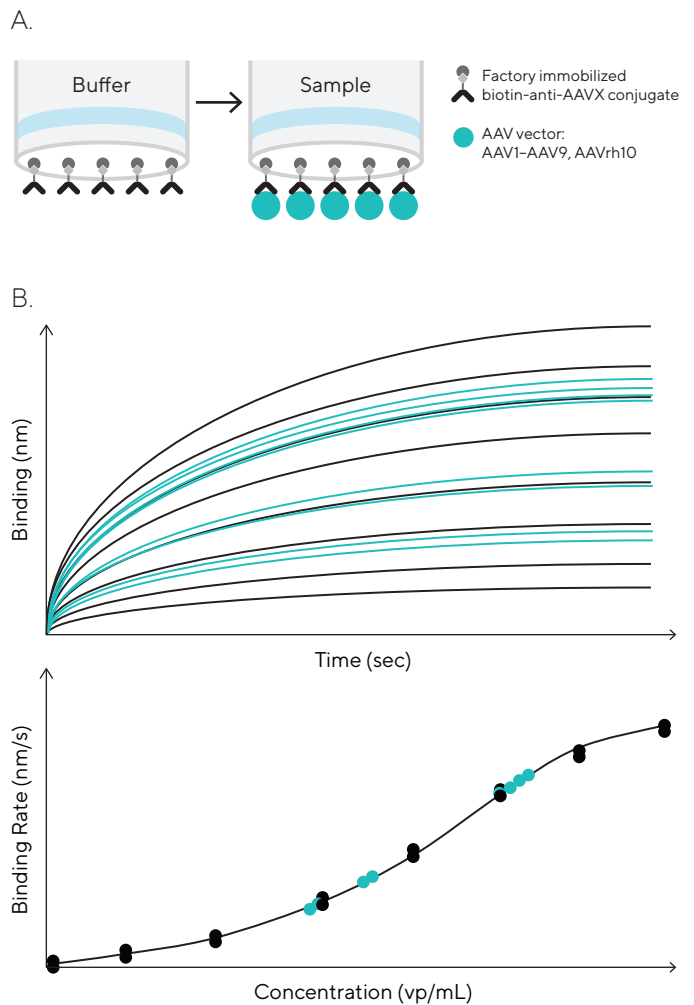 A.
Buffer
Sample
Factory immobilized
biotin-anti-AAVX conjugate
AAV vector:
AAV1–AAV9, AAVrh10
B.
Binding (nm)
Time (sec)
Binding Rate (nm/s)
Concentration (vp/mL)